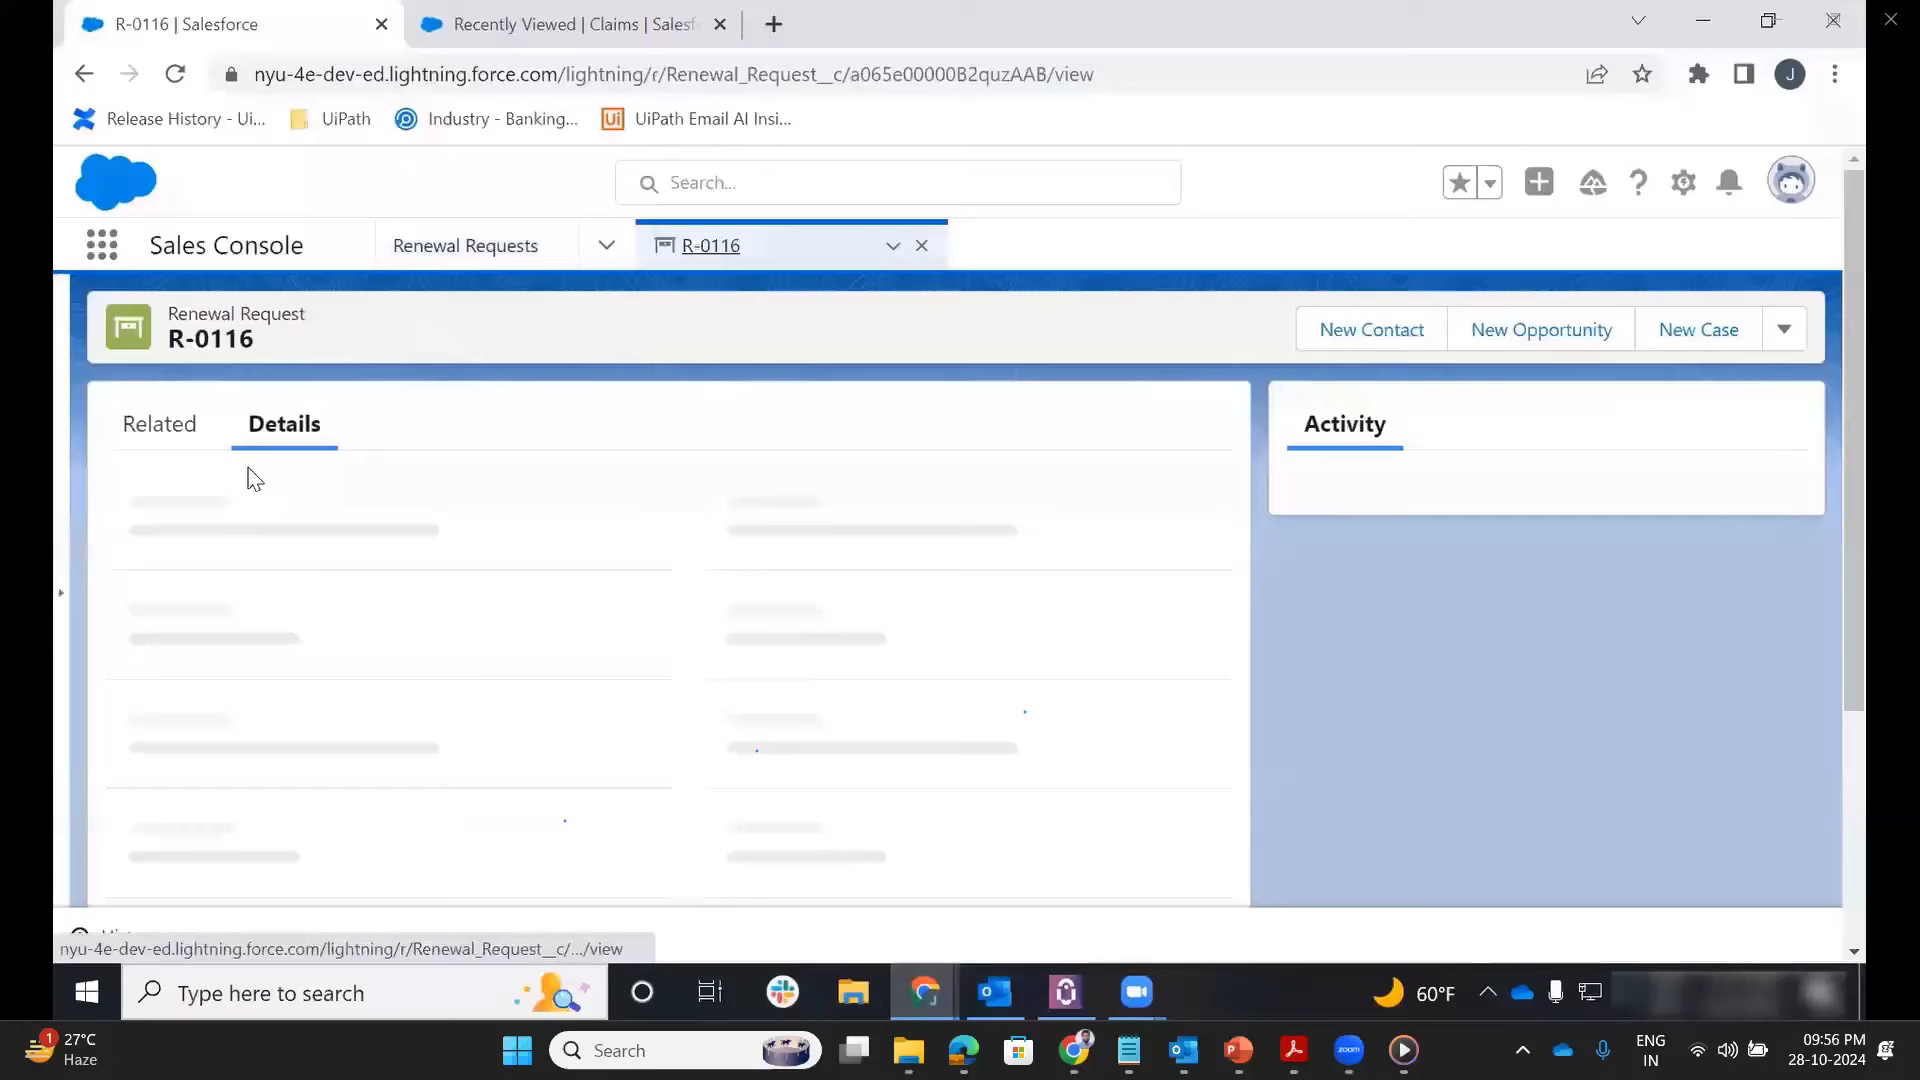 R-0116 | Salesforce
Recently Viewed | Claims | Salesf
nyu-4e-dev-ed.lightning.force.com/lightning/r/Renewal_Request__c/a065e00000B2quzAAB/view
J
Release History - Ui...
UiPath
Industry - Banking...
Ui
UiPath Email AI Insi...
Search...
Sales Console
Renewal Requests
R-0116
Renewal Request
R-0116
New Contact
New Opportunity
New Case
Related
Details
Activity
nyu-4e-dev-ed.lightning.force.com/lightning/r/Renewal_Request__c/.../view
Type here to search
60°F
1
27°C
Haze
Search
zoom
ENG
IN
09:56 PM
28-10-2024